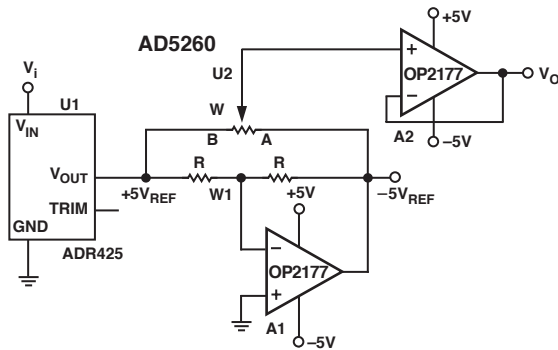 AD5260
+5V
U2
+
OP2177
–
V_O
A2
–5V
V_i
U1
V_IN
W
B
A
V_OUT
R
R
+5V_REF
W1
+5V
–5V_REF
TRIM
GND
–
OP2177
+
ADR425
A1
–5V